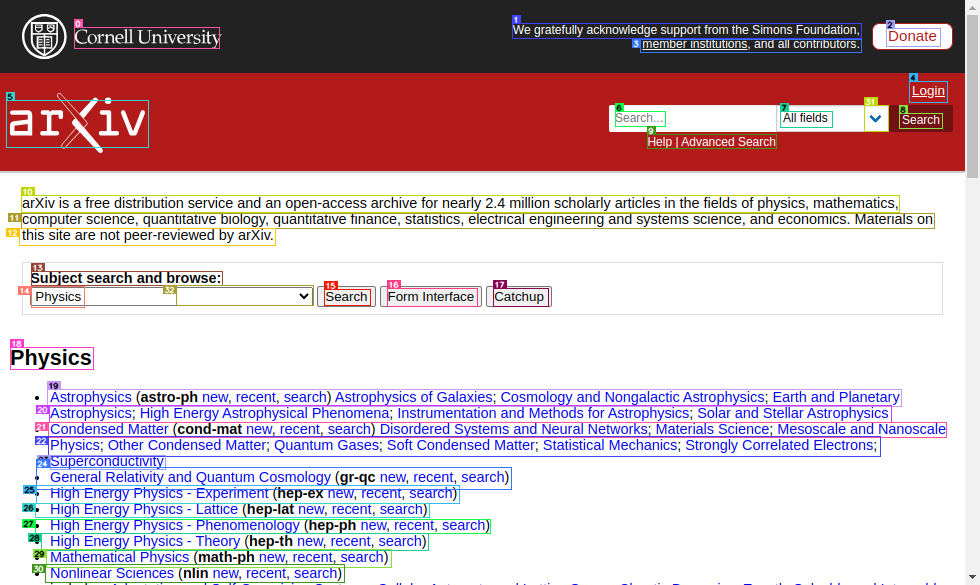 Cornell University
We gratefully acknowledge support from the Simons Foundation,
member institutions, and all contributors.
Donate
Login
arXiv
Search...
All fields
Search
Help | Advanced Search
arXiv is a free distribution service and an open-access archive for nearly 2.4 million scholarly articles in the fields of physics, mathematics,
computer science, quantitative biology, quantitative finance, statistics, electrical engineering and systems science, and economics. Materials on
this site are not peer-reviewed by arXiv.
Subject search and browse:
Physics
Search
Form Interface
Catchup
Physics
Astrophysics (astro-ph new, recent, search) Astrophysics of Galaxies; Cosmology and Nongalactic Astrophysics; Earth and Planetary
Astrophysics; High Energy Astrophysical Phenomena; Instrumentation and Methods for Astrophysics; Solar and Stellar Astrophysics
Condensed Matter (cond-mat new, recent, search) Disordered Systems and Neural Networks; Materials Science; Mesoscale and Nanoscale
Physics; Other Condensed Matter; Quantum Gases; Soft Condensed Matter; Statistical Mechanics; Strongly Correlated Electrons;
Superconductivity
General Relativity and Quantum Cosmology (gr-qc new, recent, search)
High Energy Physics - Experiment (hep-ex new, recent, search)
High Energy Physics - Lattice (hep-lat new, recent, search)
High Energy Physics - Phenomenology (hep-ph new, recent, search)
High Energy Physics - Theory (hep-th new, recent, search)
Mathematical Physics (math-ph new, recent, search)
Nonlinear Sciences (nlin new, recent, search)